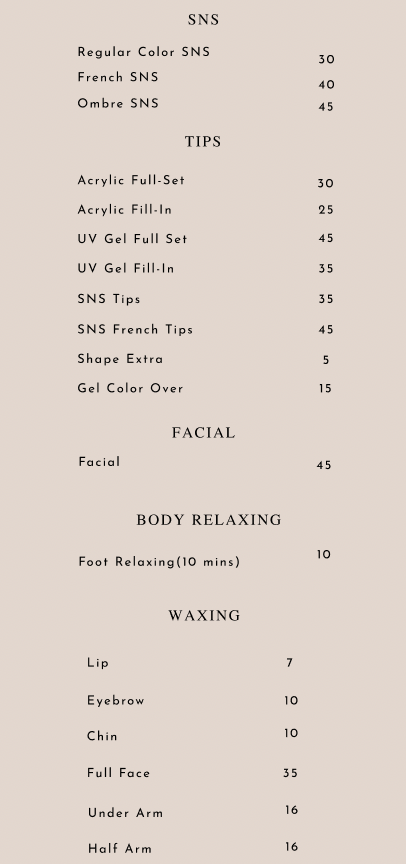 SNS
Regular Color SNS 30
French SNS 40
Ombre SNS 45
TIPS
Acrylic Full-Set 30
Acrylic Fill-In 25
UV Gel Full Set 45
UV Gel Fill-In 35
SNS Tips 35
SNS French Tips 45
Shape Extra 5
Gel Color Over 15
FACIAL
Facial 45
BODY RELAXING
Foot Relaxing(10 mins) 10
WAXING
Lip 7
Eyebrow 10
Chin 10
Full Face 35
Under Arm 16
Half Arm 16